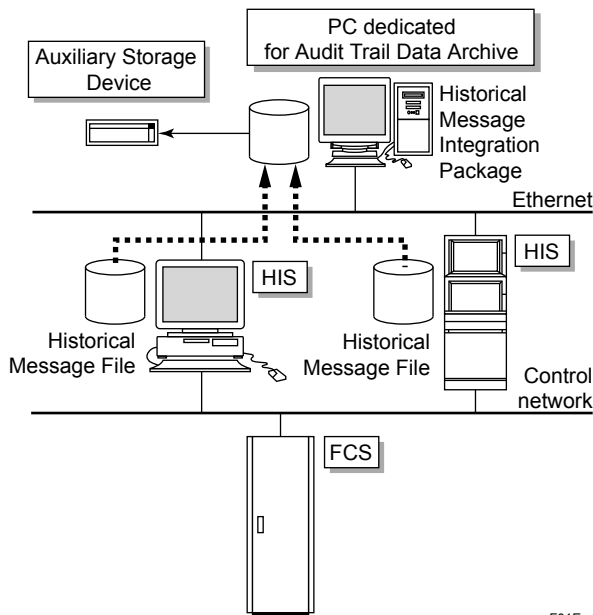 PC dedicated
for Audit Trail Data Archive
Auxiliary Storage
Device
Historical
Message
Integration
Package
Ethernet
HIS
HIS
Historical
Message File
Historical
Message File
Control
network
FCS